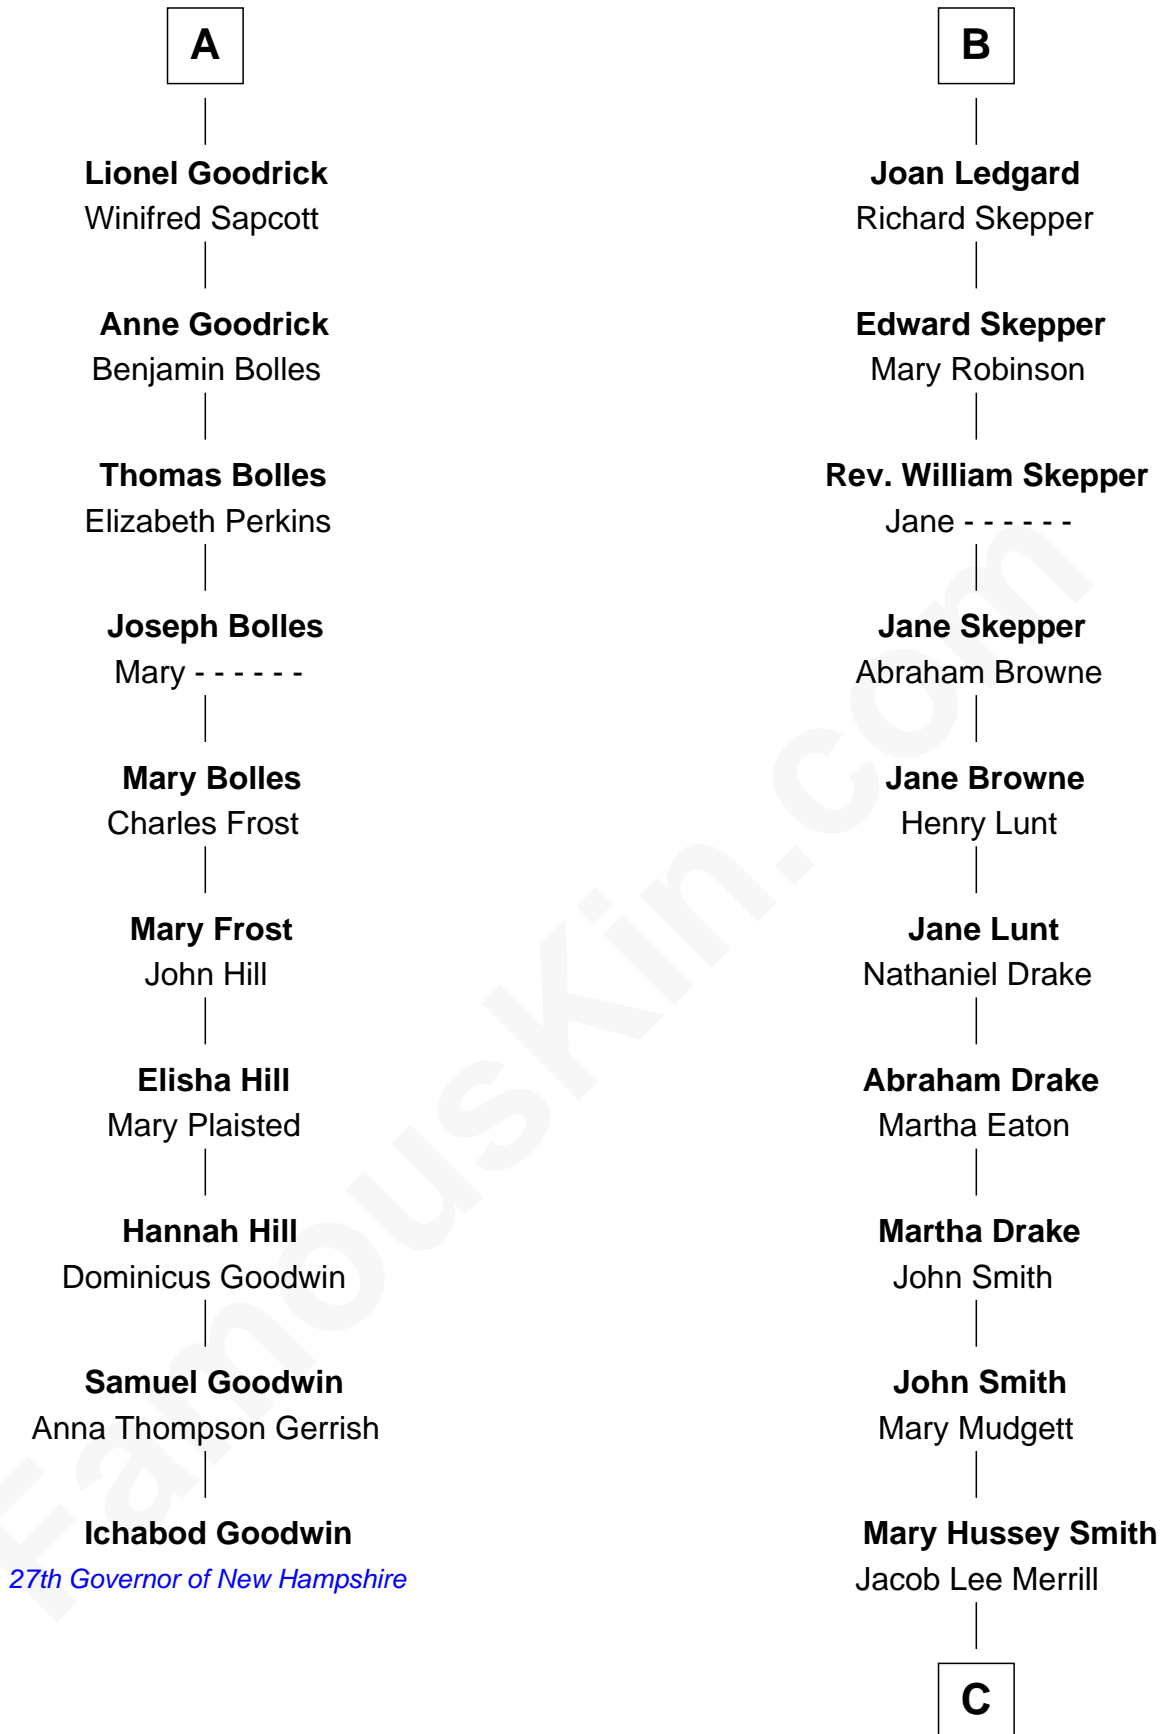 A
Lionel Goodrick
Winifred Sapcott
Anne Goodrick
Benjamin Bolles
Thomas Bolles
Elizabeth Perkins
Joseph Bolles
Mary - - - - - -
Mary Bolles
Charles Frost
Mary Frost
John Hill
Elisha Hill
Mary Plaisted
Hannah Hill
Dominicus Goodwin
Samuel Goodwin
Anna Thompson Gerrish
Ichabod Goodwin
27th Governor of New Hampshire
B
Joan Ledgard
Richard Skepper
Edward Skepper
Mary Robinson
Rev. William Skepper
Jane - - - - - -
Jane Skepper
Abraham Browne
Jane Browne
Henry Lunt
Jane Lunt
Nathaniel Drake
Abraham Drake
Martha Eaton
Martha Drake
John Smith
John Smith
Mary Mudgett
Mary Hussey Smith
Jacob Lee Merrill
C
FamousKin.com